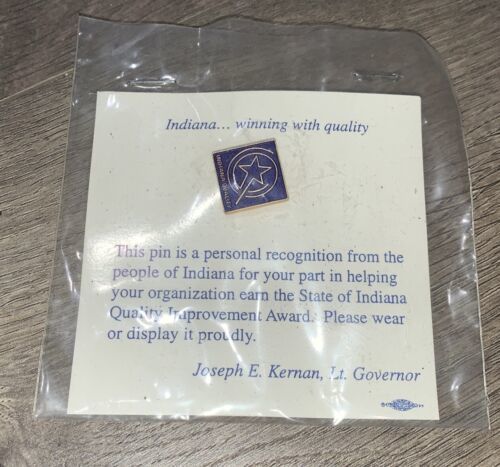 Indiana... winning with quality
INDIANA QUALITY
This pin is a personal recognition from the
people of Indiana for your part in helping
your organization earn the State of Indiana
Quality Improvement Award. Please wear
or display it proudly.
Joseph E. Kernan, Lt. Governor